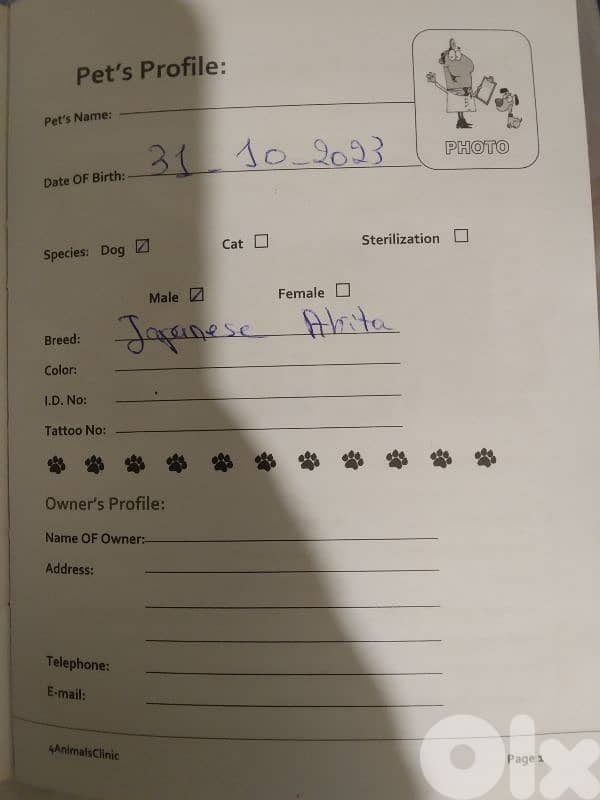 Pet's Profile:
PHOTO
Pet's Name:
Date OF Birth: 31_10_2023
Species: Dog Cat Sterilization
Male Female
Breed: Japanese Akita
Color:
I.D. No:
Tattoo No:
Owner's Profile:
Name OF Owner:
Address:
Telephone:
E-mail:
4AnimalsClinic
Page 1
OLX